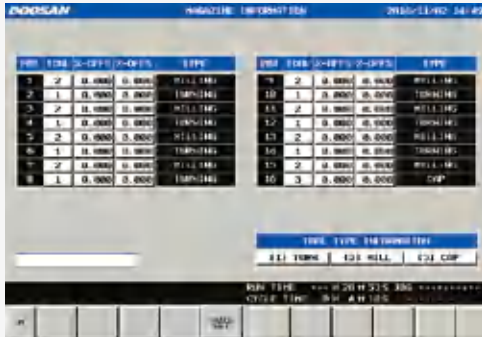 DOOSAN MAGAZINE INFORMATION
TOOL X-OFFS Z-OFFS TYPE TOOL X-OFFS Z-OFFS TYPE
1 2 0.000 0.000 MILLING 9 2 0.000 0.000 MILLING
2 1 0.000 0.000 TURNING 10 1 0.000 0.000 TURNING
3 2 0.000 0.000 MILLING 11 2 0.000 0.000 MILLING
4 1 0.000 0.000 TURNING 12 1 0.000 0.000 TURNING
5 2 0.000 0.000 MILLING 13 2 0.000 0.000 MILLING
6 1 0.000 0.000 TURNING 14 1 0.000 0.000 TURNING
7 2 0.000 0.000 MILLING 15 2 0.000 0.000 MILLING
8 1 0.000 0.000 TURNING 16 3 0.000 0.000 CAP
TOOL TYPE INFORMATION
(1) TURN (2) MILL (3) CAP
RUN TIME
CYCLE TIME